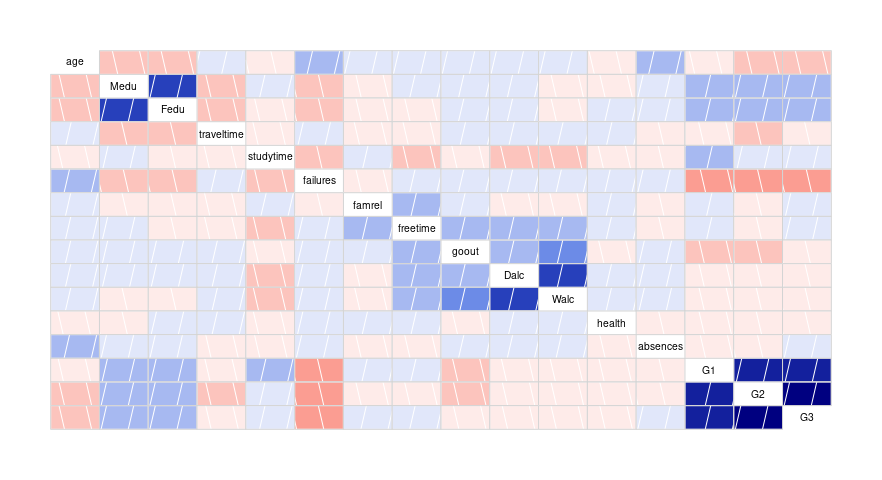 age
Medu
Fedu
traveltime
studytime
failures
famrel
freetime
goout
Dalc
Walc
health
absences
G1
G2
G3